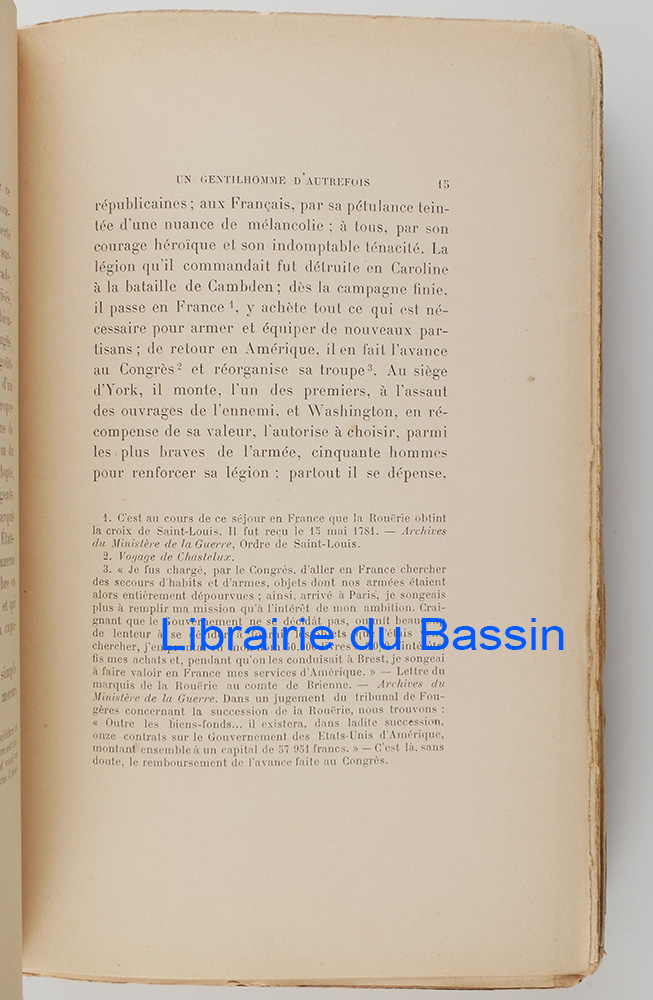 UN GENTILHOMME D'AUTREFOIS 15
républicaines ; aux Français, par sa pétulance tein-
tée d'une nuance de mélancolie ; à tous, par son
courage héroïque et son indomptable ténacité. La
légion qu'il commandait fut détruite en Caroline
à la bataille de Cambden ; dès la campagne finie,
il passe en France 1, y achète tout ce qui est né-
cessaire pour armer et équiper de nouveaux par-
tisans ; de retour en Amérique, il en fait l'avance
au Congrès 2 et réorganise sa troupe 3. Au siège
d'York, il monte, l'un des premiers, à l'assaut
des ouvrages de l'ennemi, et Washington, en ré-
compense de sa valeur, l'autorise à choisir, parmi
les plus braves de l'armée, cinquante hommes
pour renforcer sa légion ; partout il se dépense,
1. C'est au cours de ce séjour en France que la Rouërie obtint
la croix de Saint-Louis. Il fut reçu le 15 mai 1781. — Archives
du Ministère de la Guerre, Ordre de Saint-Louis.
2. Voyage de Chastelux.
3. « Je fus chargé, par le Congrés, d'aller en France chercher
des secours d'habits et d'armes, objets dont nos armées étaient
alors entièrement dépourvues ; ainsi, arrivé à Paris, je songeais
plus à remplir ma mission qu'à l'intérêt de mon ambition. Crai-
gnant que le Gouvernement ne se décidât pas, ou mit beau
de lenteur à se
Librairie du Bassin
chercher,
fis mes achats et, pendant qu'on les conduisait à Brest, je songeai
à faire valoir en France mes services d'Amérique. » — Lettre du
marquis de la Rouërie au comte de Brienne. — Archives du
Ministère de la Guerre. Dans un jugement du tribunal de Fou-
gères concernant la succession de la Rouërie, nous trouvons :
« Outre les biens-fonds... il existera, dans ladite succession,
onze contrats sur le Gouvernement des Etats-Unis d'Amérique,
montant ensemble à un capital de 57.951 francs. » — C'est là, sans
doute, le remboursement de l'avance faite au Congrès.